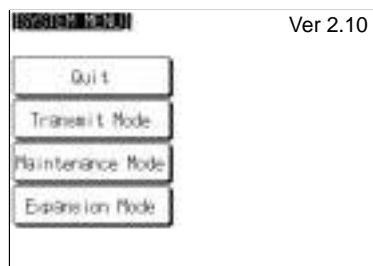 [SYSTEM MENU]
Ver 2.10
Quit
Transmit Mode
Maintenance Mode
Expansion Mode